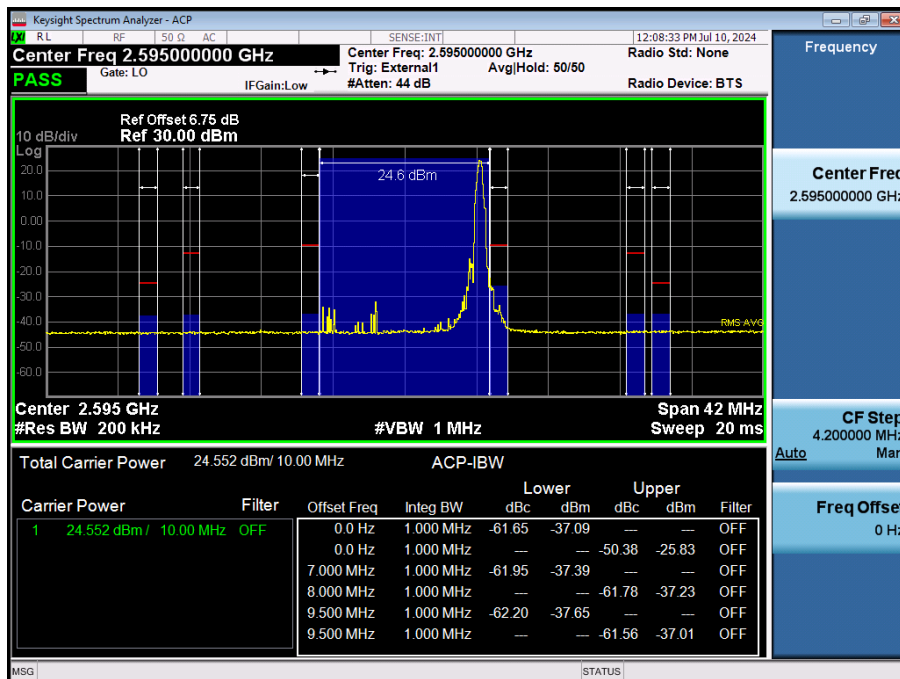 Keysight Spectrum Analyzer - ACP
LXI RL RF 50 Ω AC SENSE:INT 12:08:33 PM Jul 10, 2024
Center Freq 2.595000000 GHz
Center Freq: 2.595000000 GHz
Radio Std: None
PASS
Gate: LO
Trig: External1 Avg|Hold: 50/50
IFGain:Low
#Atten: 44 dB
Radio Device: BTS
Ref Offset 6.75 dB
10 dB/div Ref 30.00 dBm
Log
24.6 dBm
20.0
10.0
0.00
-10.0
-20.0
-30.0
-40.0
-50.0
-60.0
RMS AVG
Center 2.595 GHz Span 42 MHz
#Res BW 200 kHz #VBW 1 MHz Sweep 20 ms
Total Carrier Power 24.552 dBm/ 10.00 MHz ACP-IBW
Lower Upper
Carrier Power Filter Offset Freq Integ BW dBc dBm dBc dBm Filter
1 24.552 dBm / 10.00 MHz OFF
0.0 Hz 1.000 MHz -61.65 -37.09 --- --- OFF
0.0 Hz 1.000 MHz --- --- -50.38 -25.83 OFF
7.000 MHz 1.000 MHz -61.95 -37.39 --- --- OFF
8.000 MHz 1.000 MHz --- --- -61.78 -37.23 OFF
9.500 MHz 1.000 MHz -62.20 -37.65 --- --- OFF
9.500 MHz 1.000 MHz --- --- -61.56 -37.01 OFF
MSG STATUS
Frequency
Center Freq
2.595000000 GHz
CF Step
4.200000 MHz
Auto Man
Freq Offset
0 Hz